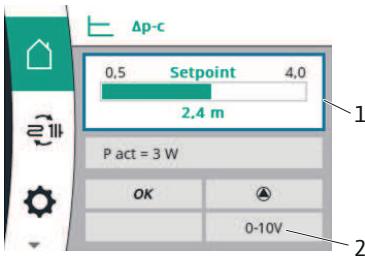 Δp-c
0,5 Setpoint 4,0
2,4 m
1
P act = 3 W
OK
0-10V
2